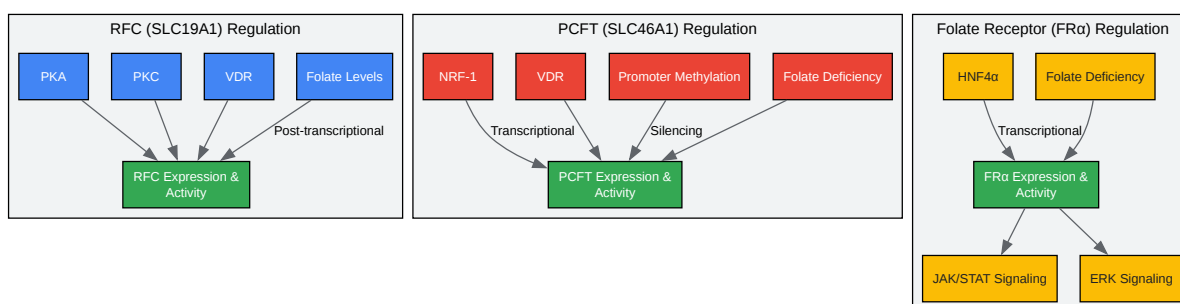 RFC (SLC19A1) Regulation
PKA
PKC
VDR
Folate Levels
Post-transcriptional
RFC Expression &
Activity
PCFT (SLC46A1) Regulation
NRF-1
VDR
Promoter Methylation
Folate Deficiency
Transcriptional
Silencing
PCFT Expression &
Activity
Folate Receptor (FRα) Regulation
HNF4α
Folate Deficiency
Transcriptional
FRα Expression &
Activity
JAK/STAT Signaling
ERK Signaling